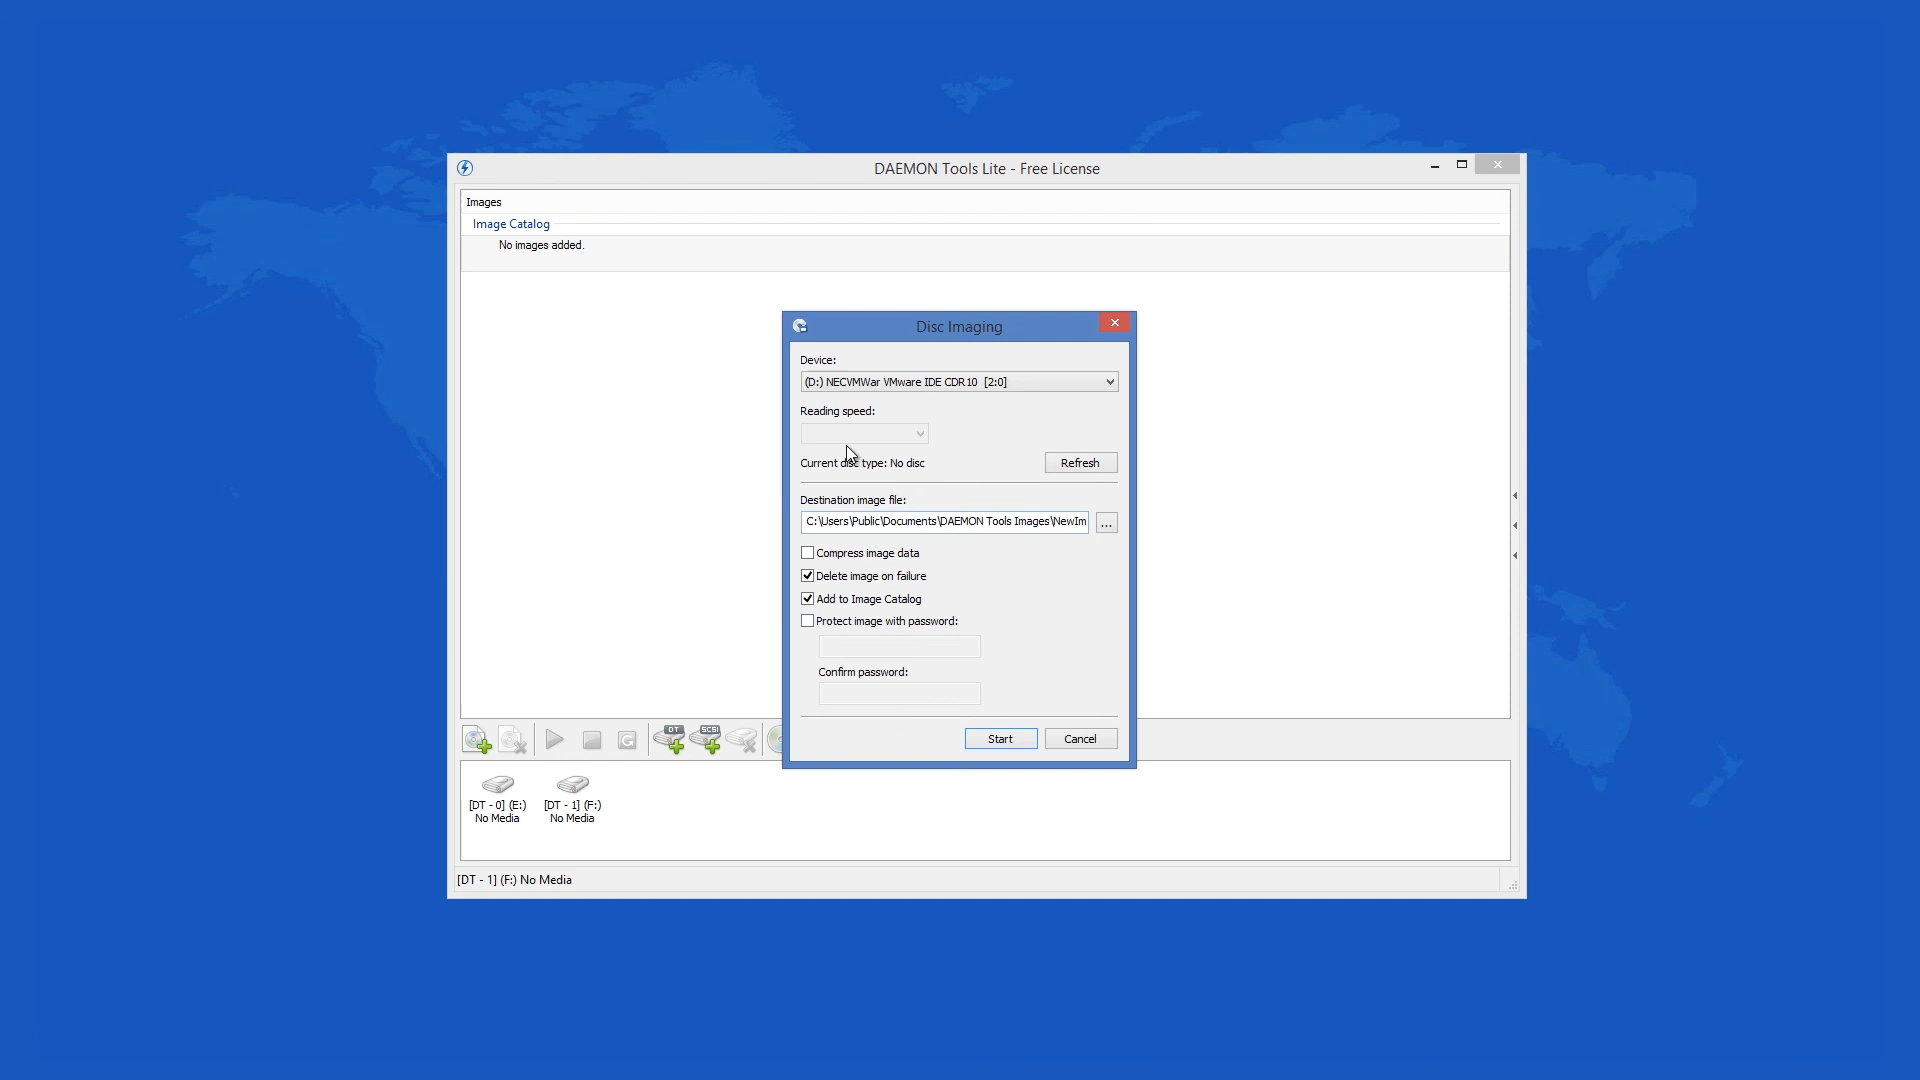 DAEMON Tools Lite - Free License
Images
Image Catalog
No images added.
Disc Imaging
Device:
(D:) NECVMWar VMware IDE CDR10 [2:0]
Reading speed:
Current disc type: No disc
Refresh
Destination image file:
C:\Users\Public\Documents\DAEMON Tools Images\NewIm
...
Compress image data
Delete image on failure
Add to Image Catalog
Protect image with password:
Confirm password:
Start
Cancel
DT
SCSI
[DT - 0] (E:)
No Media
[DT - 1] (F:)
No Media
[DT - 1] (F:) No Media